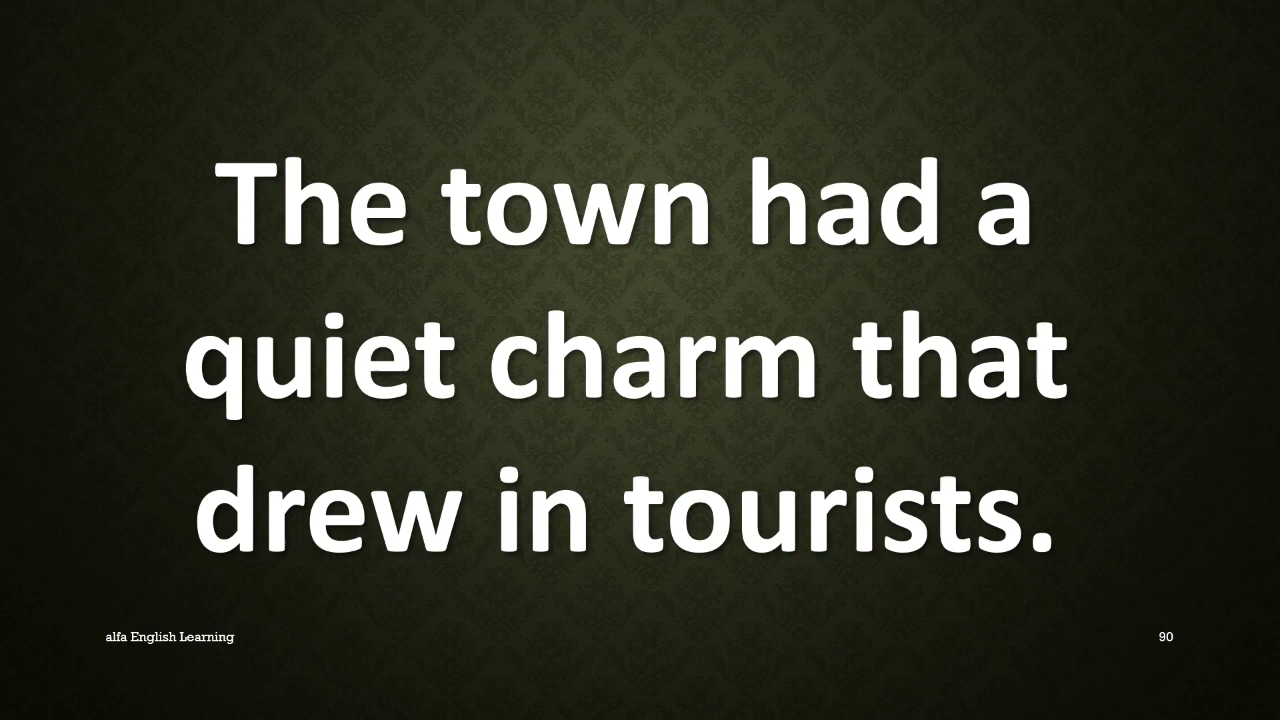 The town had a
quiet charm that
drew in tourists.
alfa English Learning
90